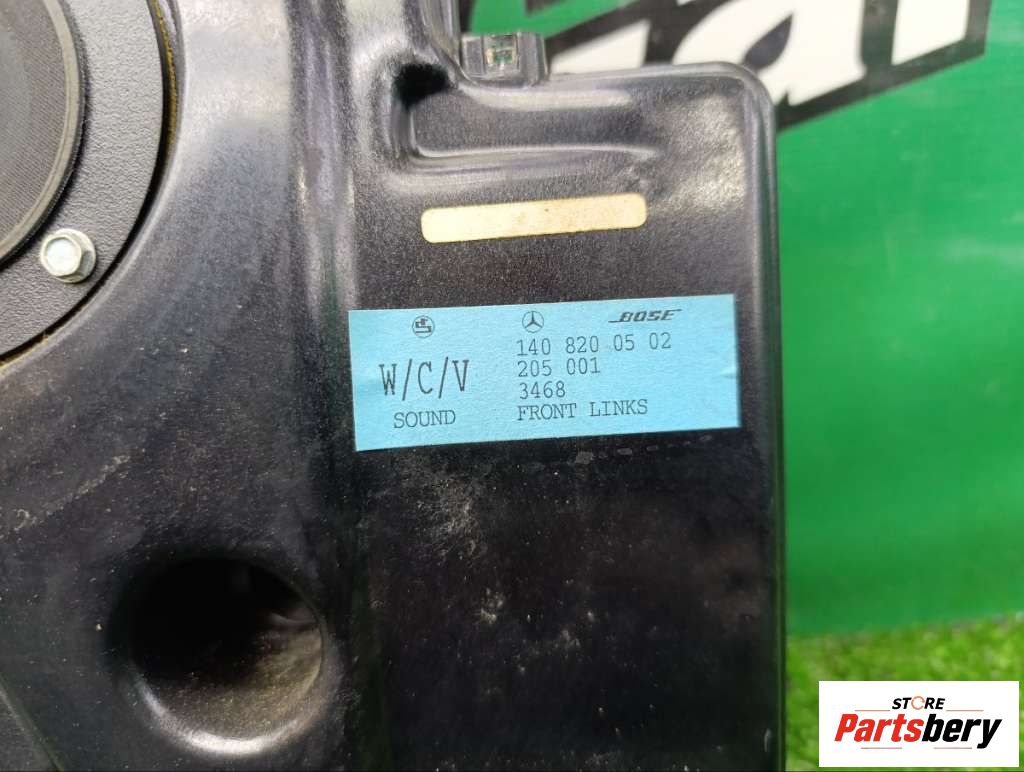 BOSE
140 820 05 02
W/C/V 205 001
3468
SOUND FRONT LINKS
STORE
Partsbery